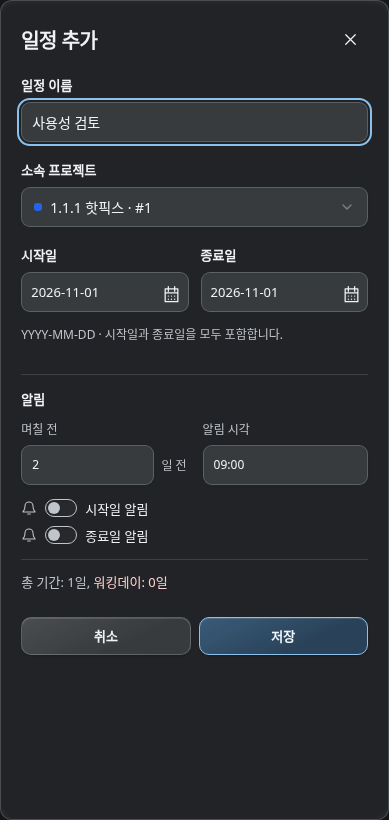 일정 추가
일정 이름
사용성 검토
소속 프로젝트
1.1.1 핫픽스 · #1
시작일 종료일
2026-11-01 2026-11-01
YYYY-MM-DD · 시작일과 종료일을 모두 포함합니다.
알림
며칠 전 알림 시각
2 일 전 09:00
시작일 알림
종료일 알림
총 기간: 1일, 워킹데이: 0일
취소 저장